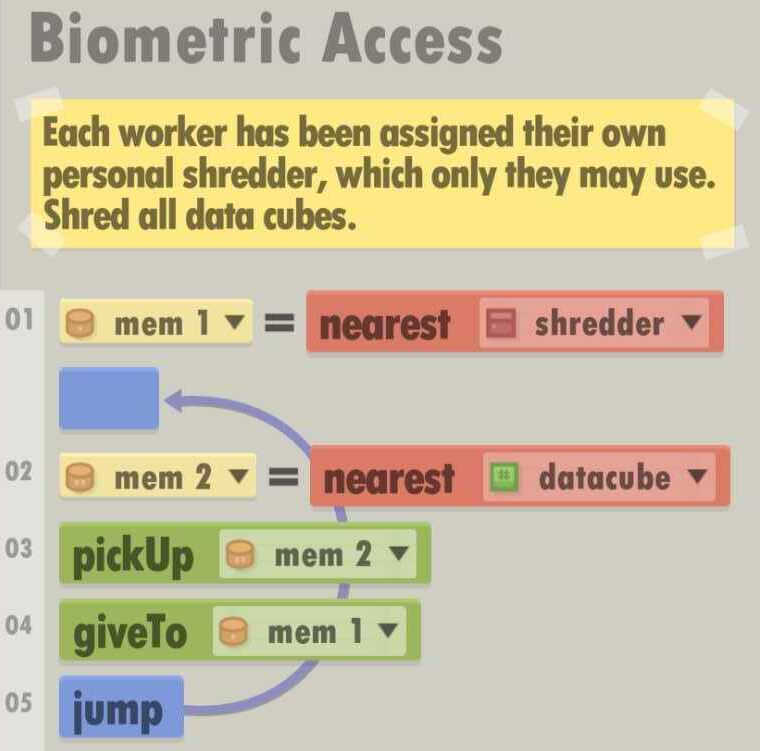 Biometric Access
Each worker has been assigned their own
personal shredder, which only they may use.
Shred all data cubes.
01 mem 1 = nearest shredder
02 mem 2 = nearest # datacube
03 pickUp mem 2
04 giveTo mem 1
05 jump